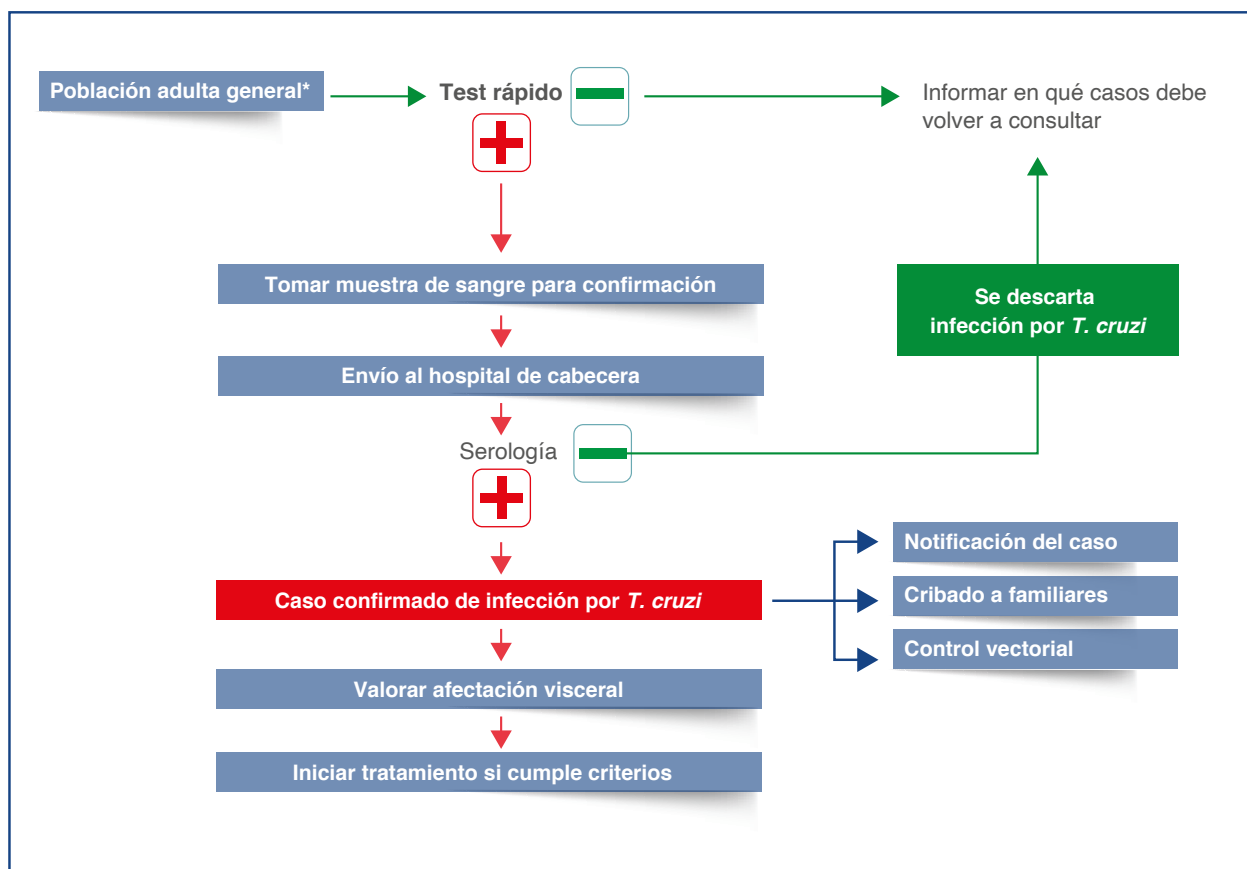 Población adulta general*
Test rápido
Informar en qué casos debe
volver a consultar
Tomar muestra de sangre para confirmación
Se descarta
infección por T. cruzi
Envío al hospital de cabecera
Serología
Notificación del caso
Caso confirmado de infección por T. cruzi
Cribado a familiares
Control vectorial
Valorar afectación visceral
Iniciar tratamiento si cumple criterios